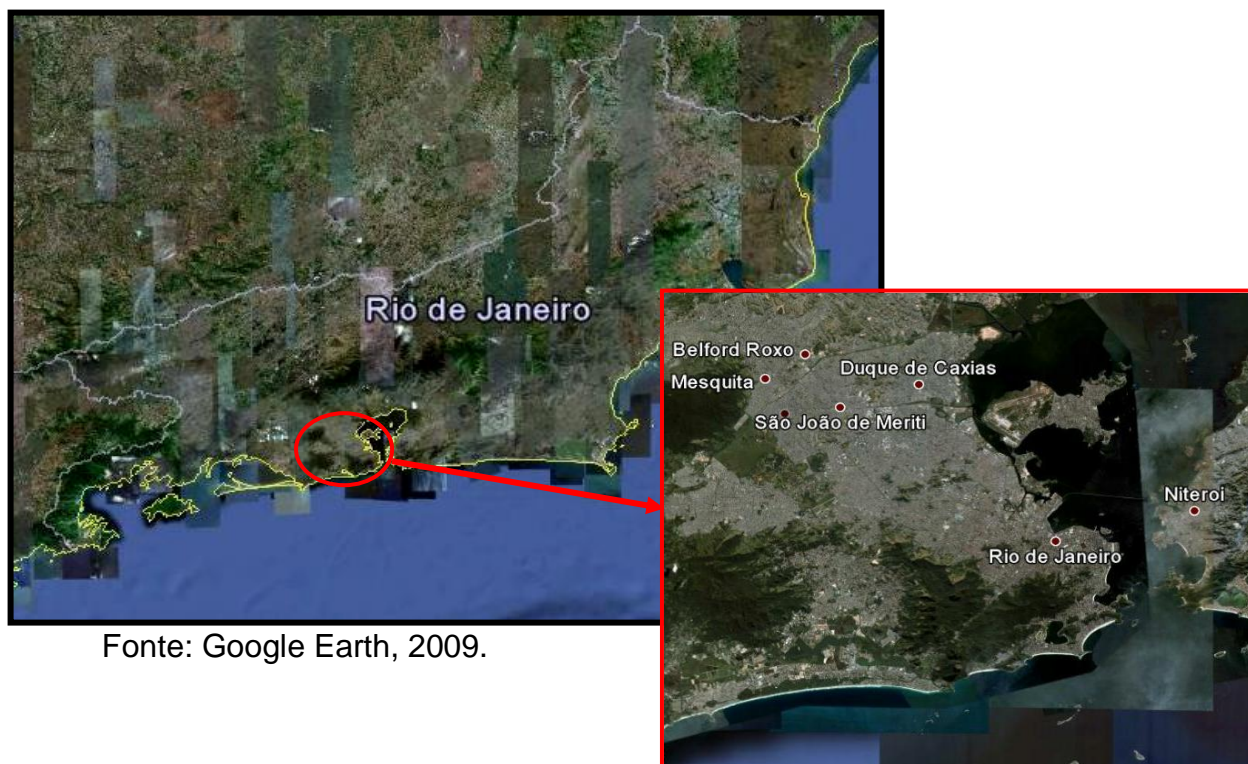 Rio de Janeiro
Belford Roxo
Duque de Caxias
Mesquita
São João de Meriti
Niteroi
Rio de Janeiro
Fonte: Google Earth, 2009.